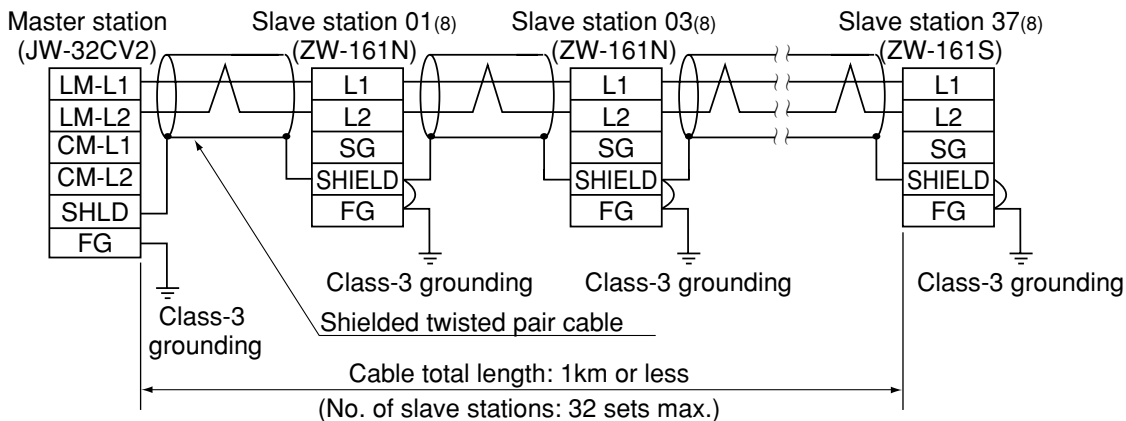 Master station
(JW-32CV2)
LM-L1
LM-L2
CM-L1
CM-L2
SHLD
FG
Class-3
grounding
Slave station 01(8)
(ZW-161N)
L1
L2
SG
SHIELD
FG
Class-3 grounding
Slave station 03(8)
(ZW-161N)
L1
L2
SG
SHIELD
FG
Class-3 grounding
Slave station 37(8)
(ZW-161S)
L1
L2
SG
SHIELD
FG
Class-3 grounding
Shielded twisted pair cable
Cable total length: 1km or less
(No. of slave stations: 32 sets max.)